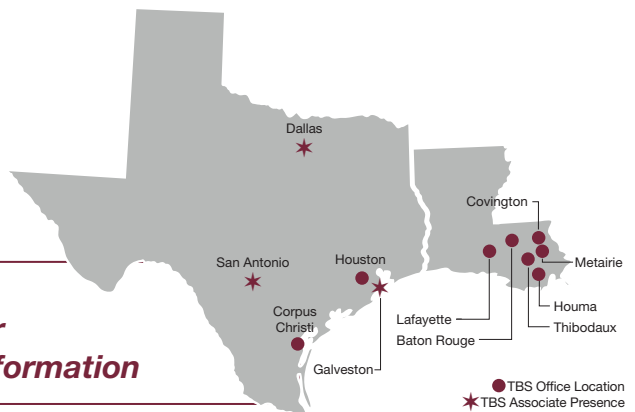 Dallas
Covington
San Antonio
Houston
Metairie
Corpus
Christi
Lafayette
Houma
Thibodaux
Baton Rouge
Galveston
formation
TBS Office Location
TBS Associate Presence